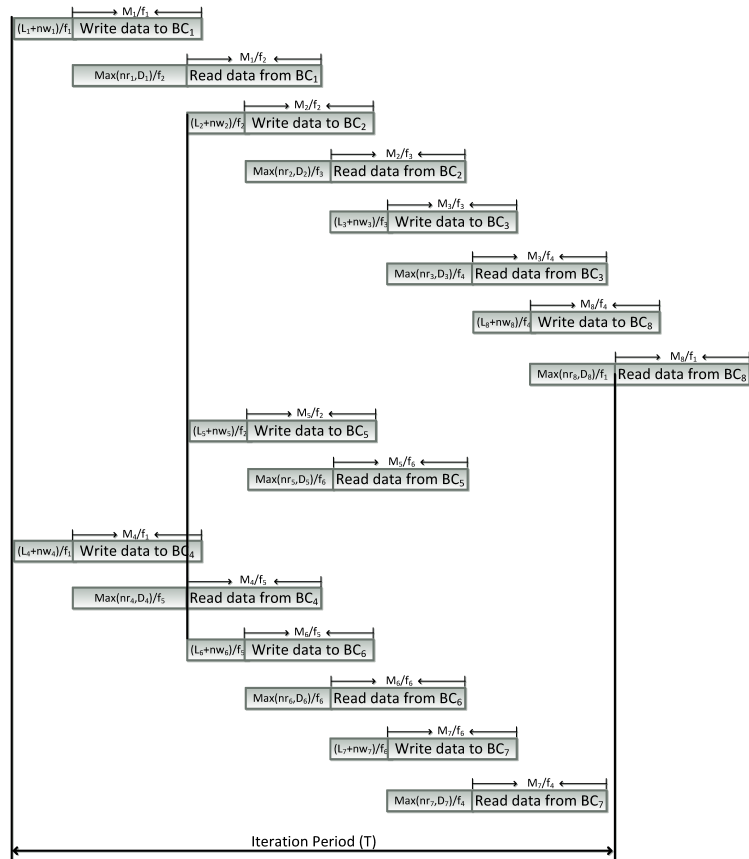 M₁/f₁
(L₁+nw₁)/f₁ Write data to BC₁
M₁/f₂
Max(nr₁,D₁)/f₂ Read data from BC₁
M₂/f₂
(L₂+nw₂)/f₂ Write data to BC₂
M₂/f₃
Max(nr₂,D₂)/f₃ Read data from BC₂
M₃/f₃
(L₃+nw₃)/f₃ Write data to BC₃
M₃/f₄
Max(nr₃,D₃)/f₄ Read data from BC₃
M₈/f₄
(L₈+nw₈)/f₄ Write data to BC₈
M₈/f₁
Max(nr₈,D₈)/f₁ Read data from BC₈
M₅/f₂
(L₅+nw₅)/f₂ Write data to BC₅
M₅/f₆
Max(nr₅,D₅)/f₆ Read data from BC₅
M₄/f₁
(L₄+nw₄)/f₁ Write data to BC₄
M₄/f₅
Max(nr₄,D₄)/f₅ Read data from BC₄
M₆/f₅
(L₆+nw₆)/f₅ Write data to BC₆
M₆/f₆
Max(nr₆,D₆)/f₆ Read data from BC₆
M₇/f₆
(L₇+nw₇)/f₆ Write data to BC₇
M₇/f₄
Max(nr₇,D₇)/f₄ Read data from BC₇
Iteration Period (T)